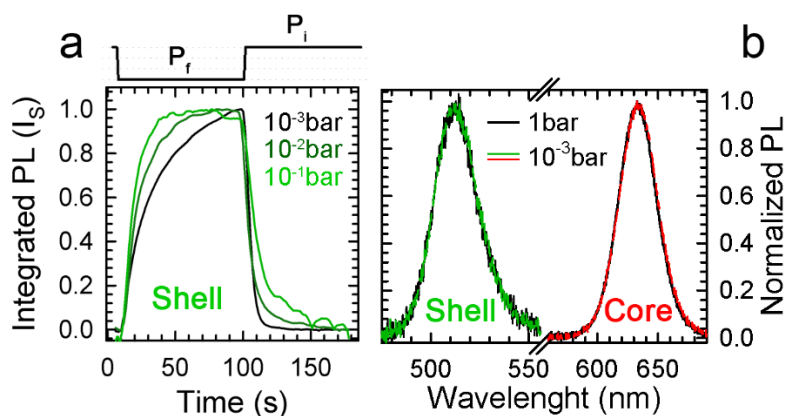 a
P_f
P_i
b
Integrated PL (I_S)
1.0
0.8
0.6
0.4
0.2
0.0
10^-3bar
10^-2bar
10^-1bar
Shell
0 50 100 150
Time (s)
1bar
10^-3bar
Shell
Core
500 550 600 650
Wavelenght (nm)
1.0
0.8
0.6
0.4
0.2
0.0
Normalized PL